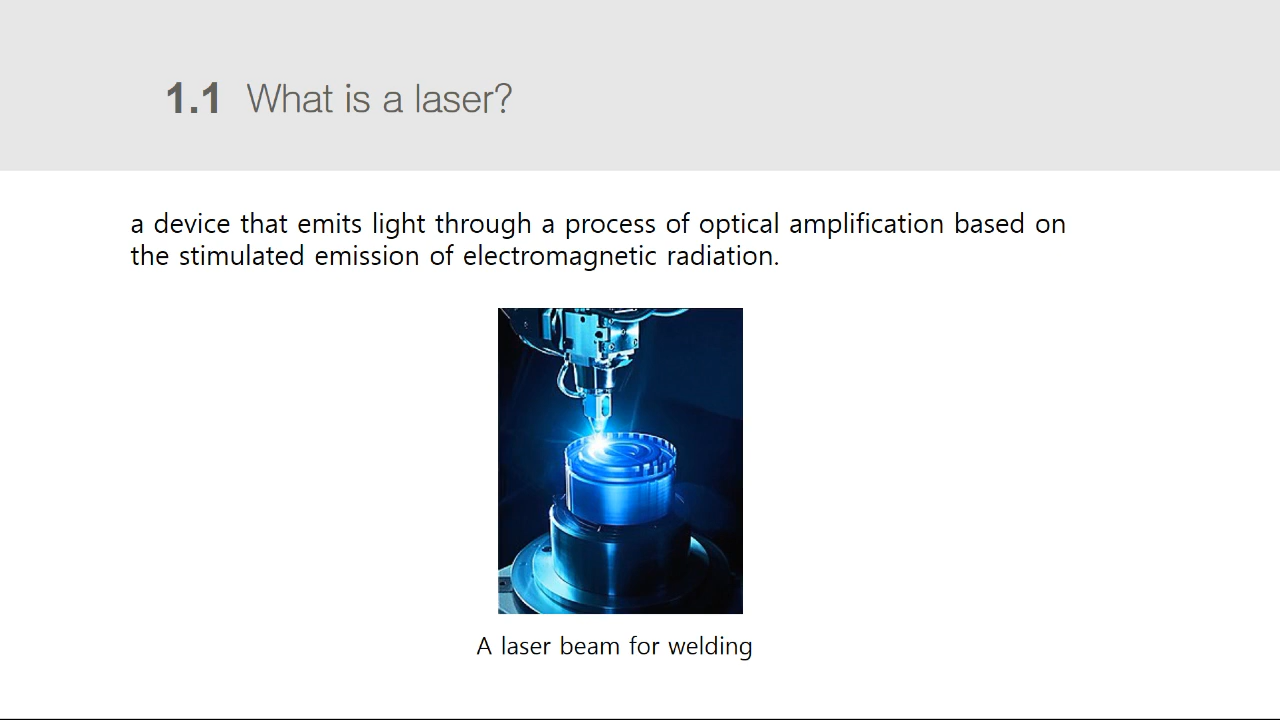 1.1 What is a laser?
a device that emits light through a process of optical amplification based on
the stimulated emission of electromagnetic radiation.
A laser beam for welding